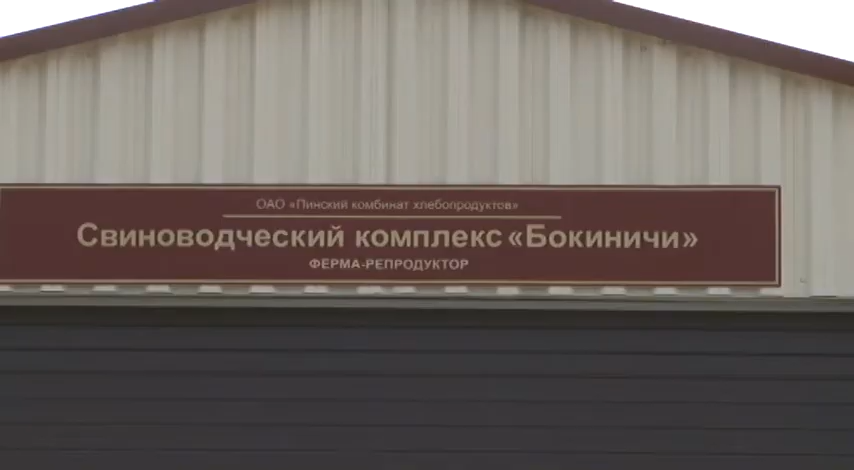 ОАО «Пинский комбинат хлебопродуктов»
Свиноводческий комплекс «Бокиничи»
ФЕРМА-РЕПРОДУКТОР